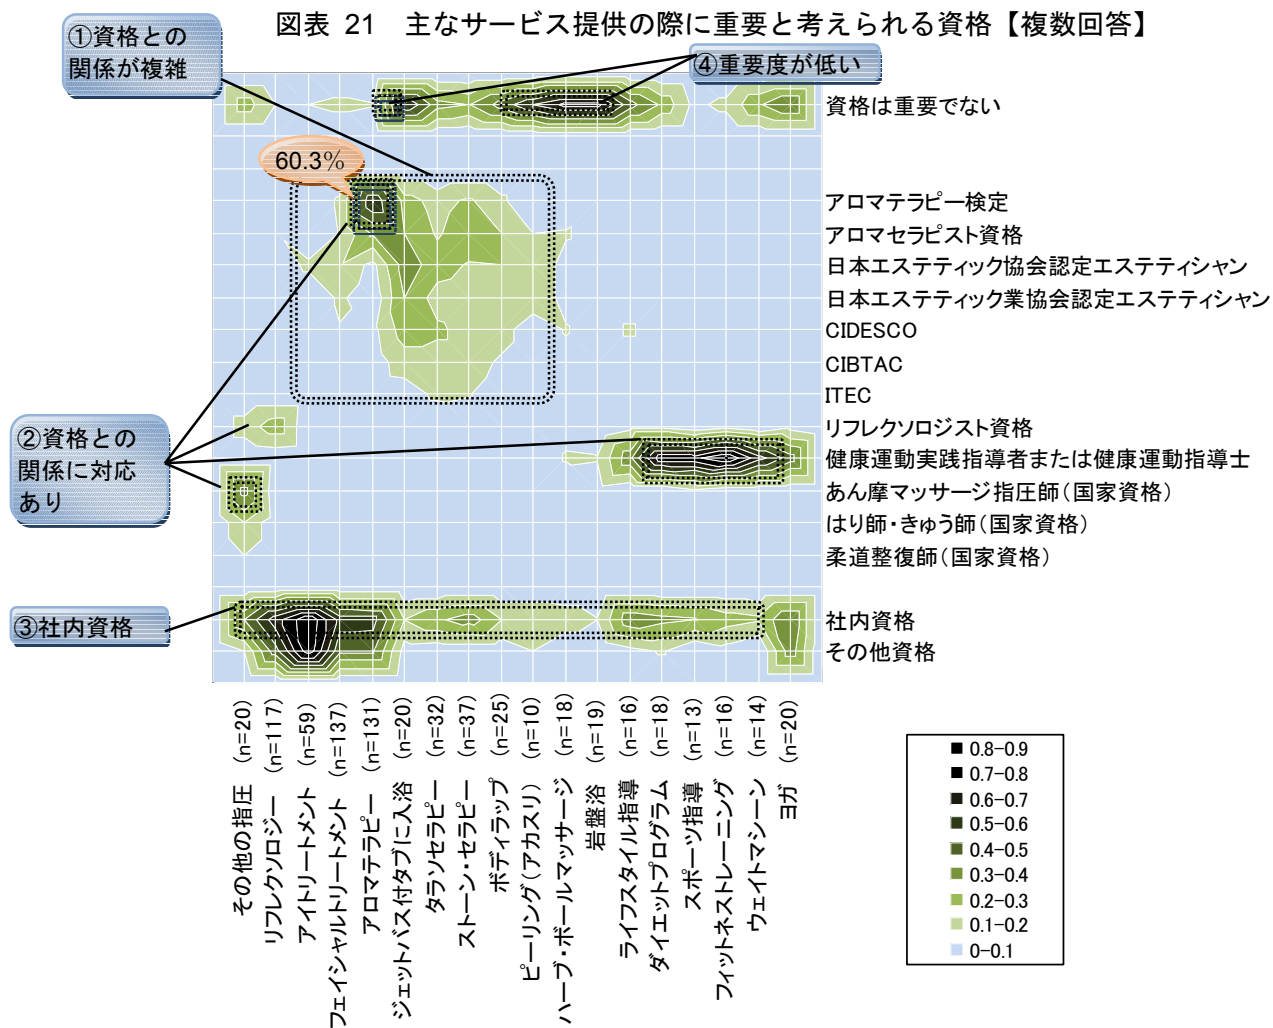 図表 21 主なサービス提供の際に重要と考えられる資格【複数回答】
①資格との
関係が複雑
④重要度が低い
60.3%
②資格との
関係に対応
あり
③社内資格
資格は重要でない
アロマテラピー検定
アロマセラピスト資格
日本エステティック協会認定エステティシャン
日本エステティック業協会認定エステティシャン
CIDESCO
CIBTAC
ITEC
リフレクソロジスト資格
健康運動実践指導者または健康運動指導士
あん摩マッサージ指圧師(国家資格)
はり師・きゅう師(国家資格)
柔道整復師(国家資格)
社内資格
その他資格
その他の指圧 (n=20)
リフレクソロジー (n=117)
アイトリートメント (n=59)
フェイシャルトリートメント (n=137)
アロマテラピー (n=131)
ジェットバス付タブに入浴 (n=20)
タラソセラピー (n=32)
ストーン・セラピー (n=37)
ボディラップ (n=25)
ピーリング(アカスリ) (n=10)
ハーブ・ボールマッサージ (n=18)
岩盤浴 (n=19)
ライフスタイル指導 (n=16)
ダイエットプログラム (n=18)
スポーツ指導 (n=13)
フィットネストレーニング (n=16)
ウェイトマシーン (n=14)
ヨガ (n=20)
0.8-0.9
0.7-0.8
0.6-0.7
0.5-0.6
0.4-0.5
0.3-0.4
0.2-0.3
0.1-0.2
0-0.1